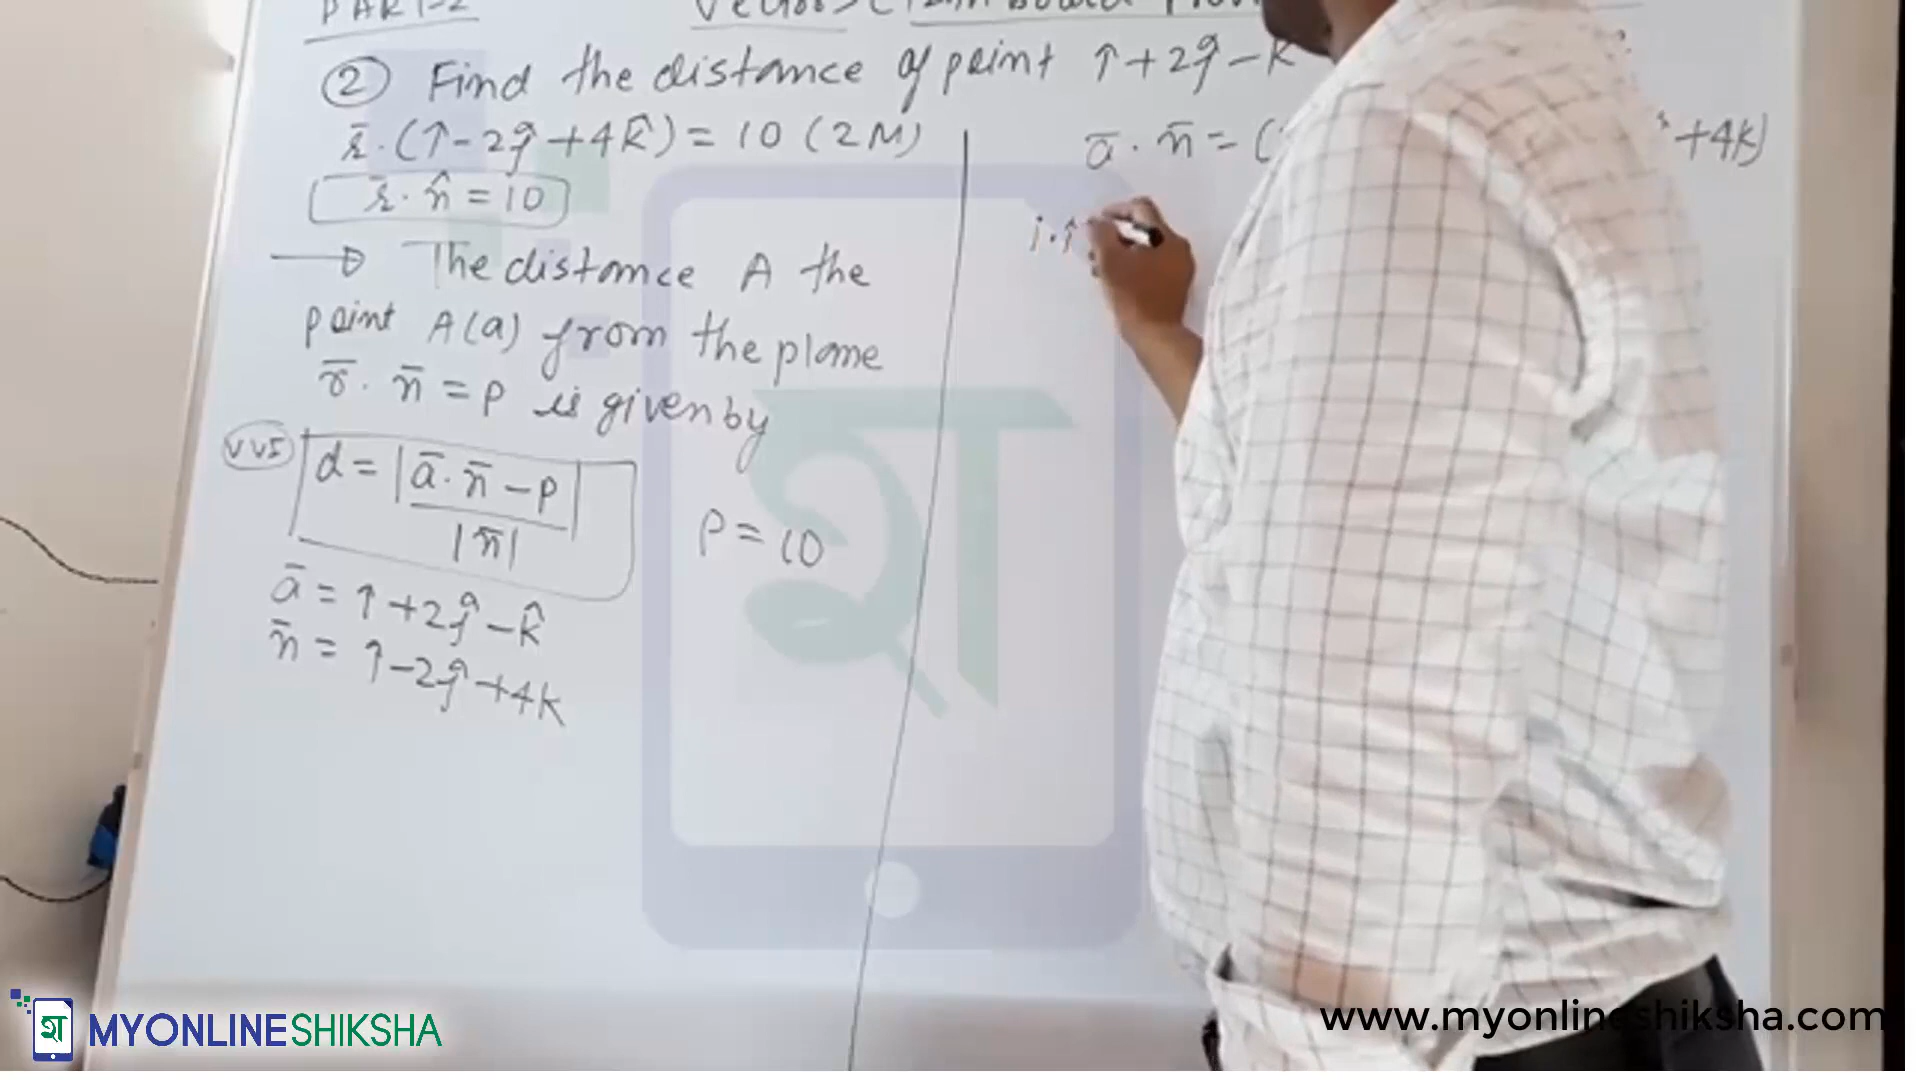 PART-2
② Find the distance of point î+2ĵ-k̂
r̄.(î-2ĵ+4k̂)=10 (2M)
r̄.n̂=10
→ The distance A the
point A(a) from the plane
r̄.n̄=p is given by
VVI d=|ā.n̄-p|
|n̄|
p=10
ā=î+2ĵ-k̂
n̄=î-2ĵ+4k
ā.n̄=( +4k)
i.î
MYONLINESHIKSHA
www.myonlineshiksha.com